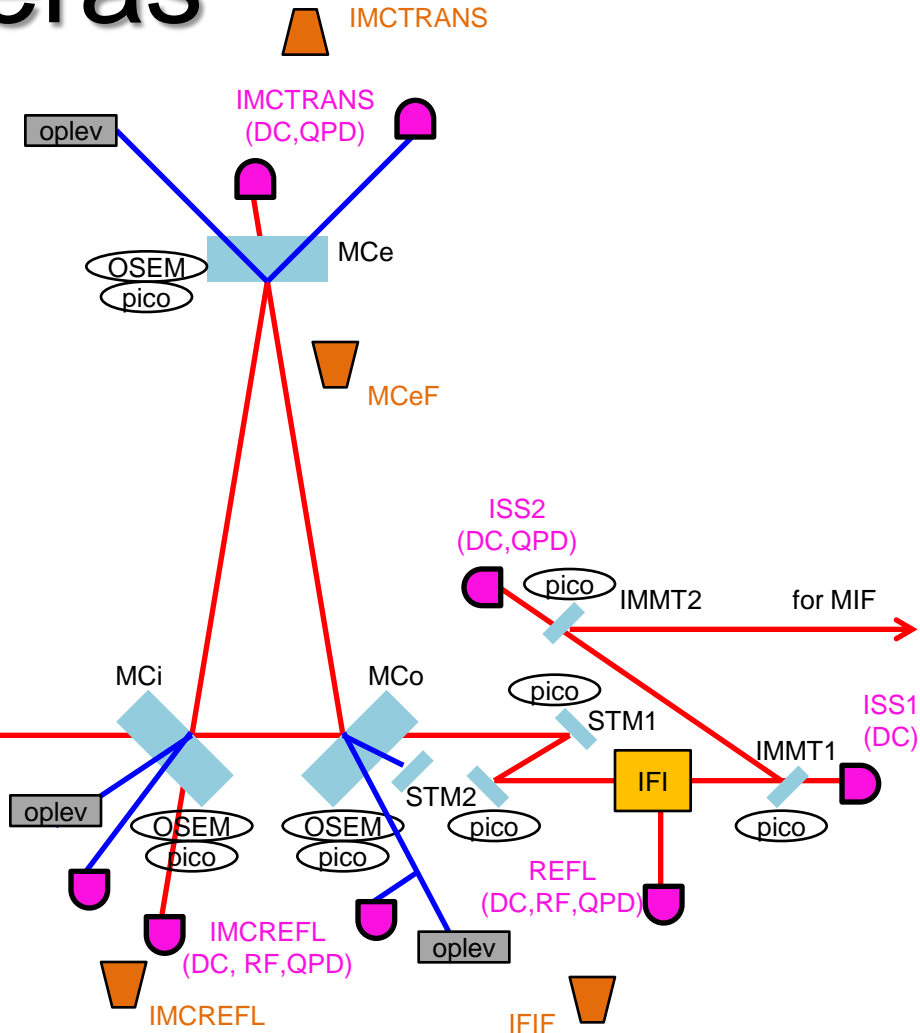 eras
IMCTRANS
IMCTRANS
(DC,QPD)
oplev
MCe
OSEM
pico
MCeF
ISS2
(DC,QPD)
pico
IMMT2
for MIF
MCi
MCo
pico
STM1
ISS1
(DC)
IMMT1
IFI
STM2
oplev
OSEM
pico
OSEM
pico
pico
pico
REFL
(DC,RF,QPD)
IMCREFL
(DC, RF,QPD)
oplev
IMCREFL
IFIF